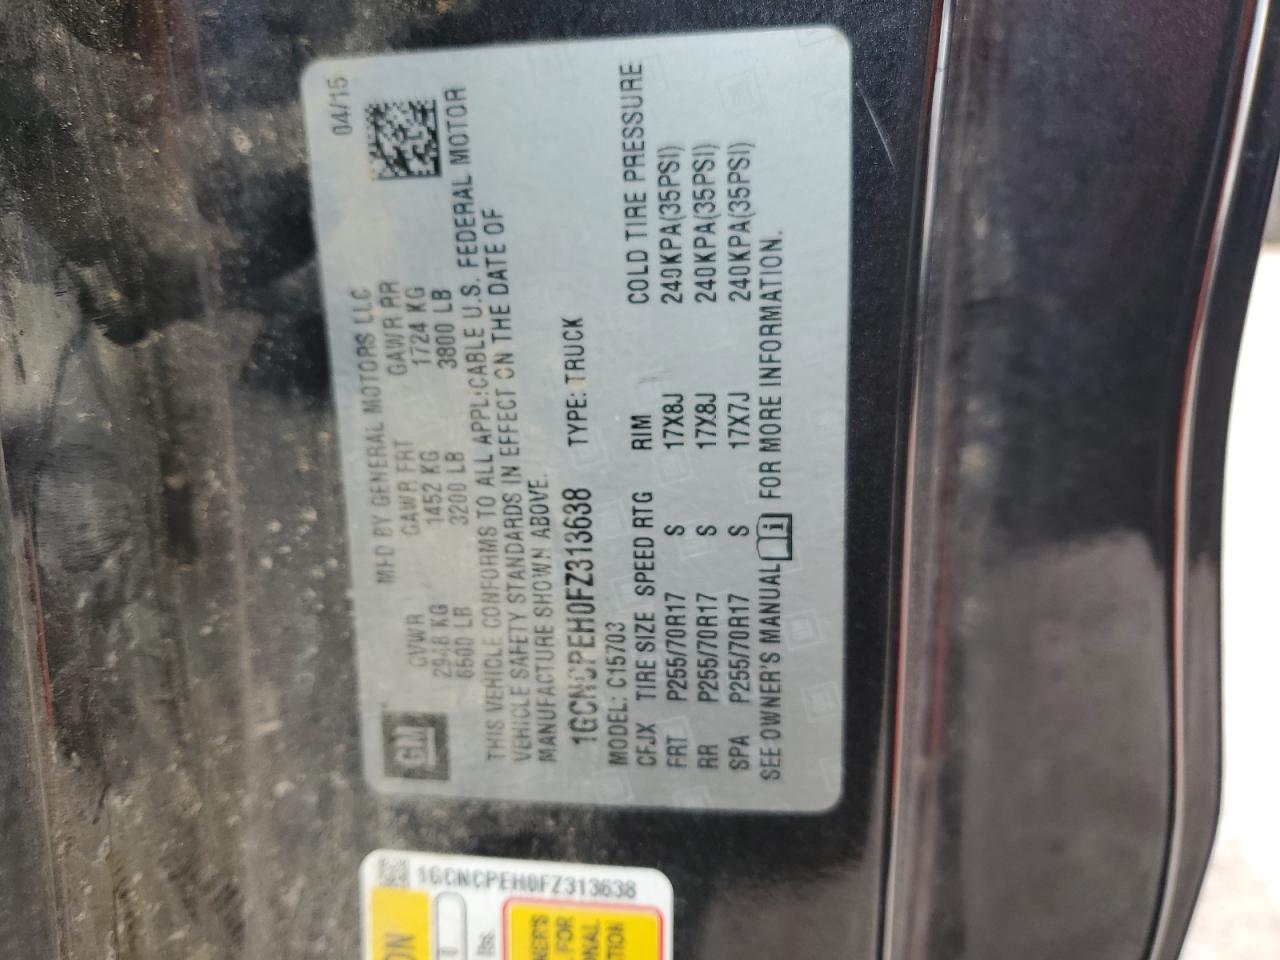 GM
MFD BY GENERAL MOTORS LLC 04/15
GVWR GAWR FRT GAWR RR
2948 KG 1452 KG 1724 KG
6500 LB 3200 LB 3800 LB
THIS VEHICLE CONFORMS TO ALL APPLICABLE U.S. FEDERAL MOTOR
VEHICLE SAFETY STANDARDS IN EFFECT ON THE DATE OF
MANUFACTURE SHOWN ABOVE.
1GCNCPEH0FZ313638 TYPE: TRUCK
MODEL: C15703
CFJX TIRE SIZE SPEED RTG RIM COLD TIRE PRESSURE
FRT P255/70R17 S 17X8J 240KPA(35PSI)
RR P255/70R17 S 17X8J 240KPA(35PSI)
SPA P255/70R17 S 17X7J 240KPA(35PSI)
SEE OWNER'S MANUAL i FOR MORE INFORMATION.
1GCNCPEH0FZ313638
lbs.
FOR